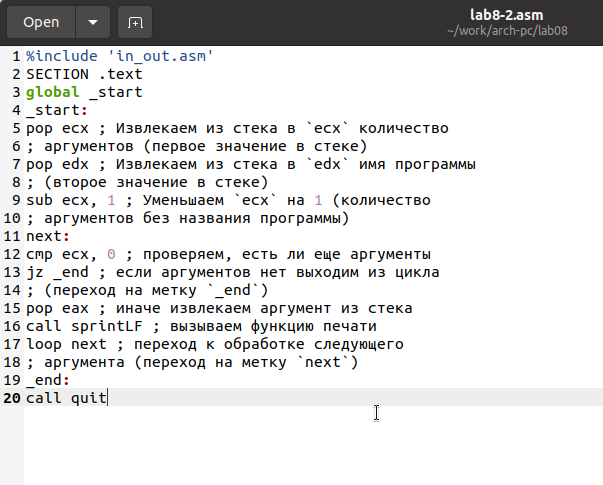 Open
lab8-2.asm
~/work/arch-pc/lab08
1 %include 'in_out.asm'
2 SECTION .text
3 global _start
4 _start:
5 pop ecx ; Извлекаем из стека в `ecx` количество
6 ; аргументов (первое значение в стеке)
7 pop edx ; Извлекаем из стека в `edx` имя программы
8 ; (второе значение в стеке)
9 sub ecx, 1 ; Уменьшаем `ecx` на 1 (количество
10 ; аргументов без названия программы)
11 next:
12 cmp ecx, 0 ; проверяем, есть ли еще аргументы
13 jz _end ; если аргументов нет выходим из цикла
14 ; (переход на метку `_end`)
15 pop eax ; иначе извлекаем аргумент из стека
16 call sprintLF ; вызываем функцию печати
17 loop next ; переход к обработке следующего
18 ; аргумента (переход на метку `next`)
19 _end:
20 call quit